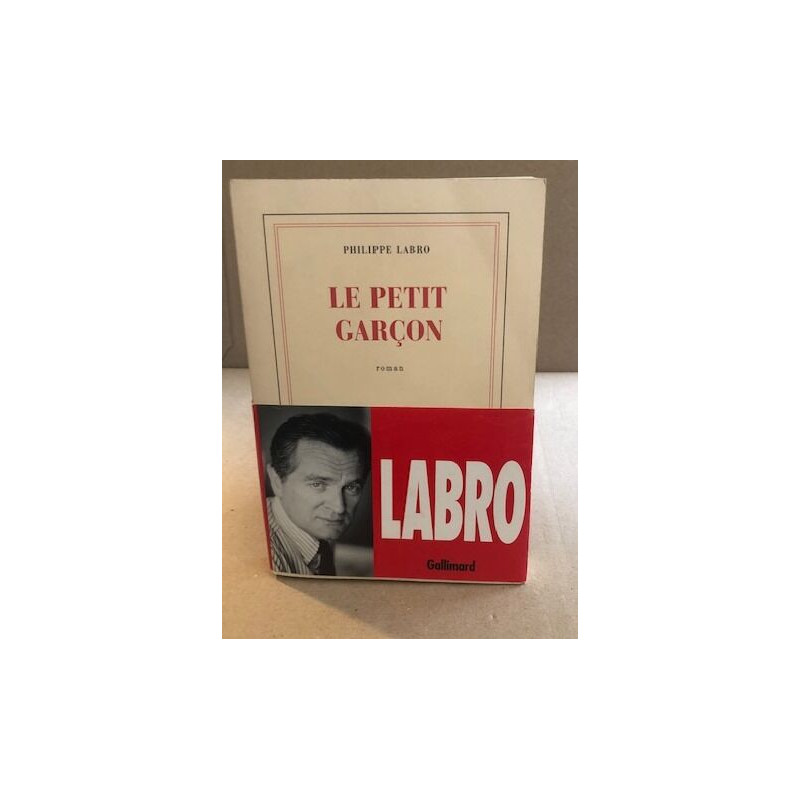 PHILIPPE LABRO
LE PETIT
GARÇON
roman
LABRO
Gallimard